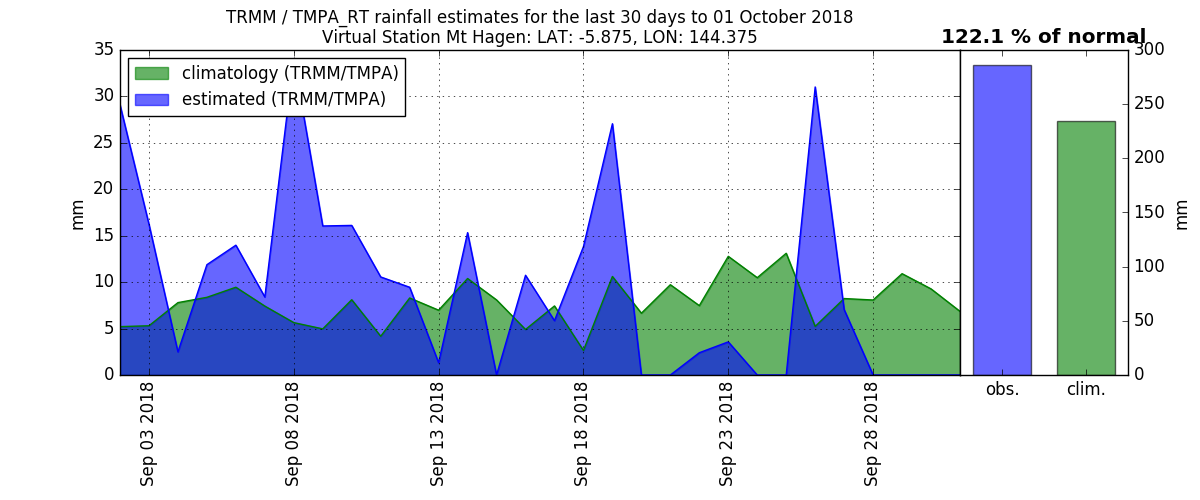 TRMM / TMPA_RT rainfall estimates for the last 30 days to 01 October 2018
Virtual Station Mt Hagen: LAT: -5.875, LON: 144.375
122.1 % of normal
climatology (TRMM/TMPA)
estimated (TRMM/TMPA)
mm
35
30
25
20
15
10
5
0
Sep 03 2018
Sep 08 2018
Sep 13 2018
Sep 18 2018
Sep 23 2018
Sep 28 2018
300
250
200
150
100
50
0
mm
obs.
clim.